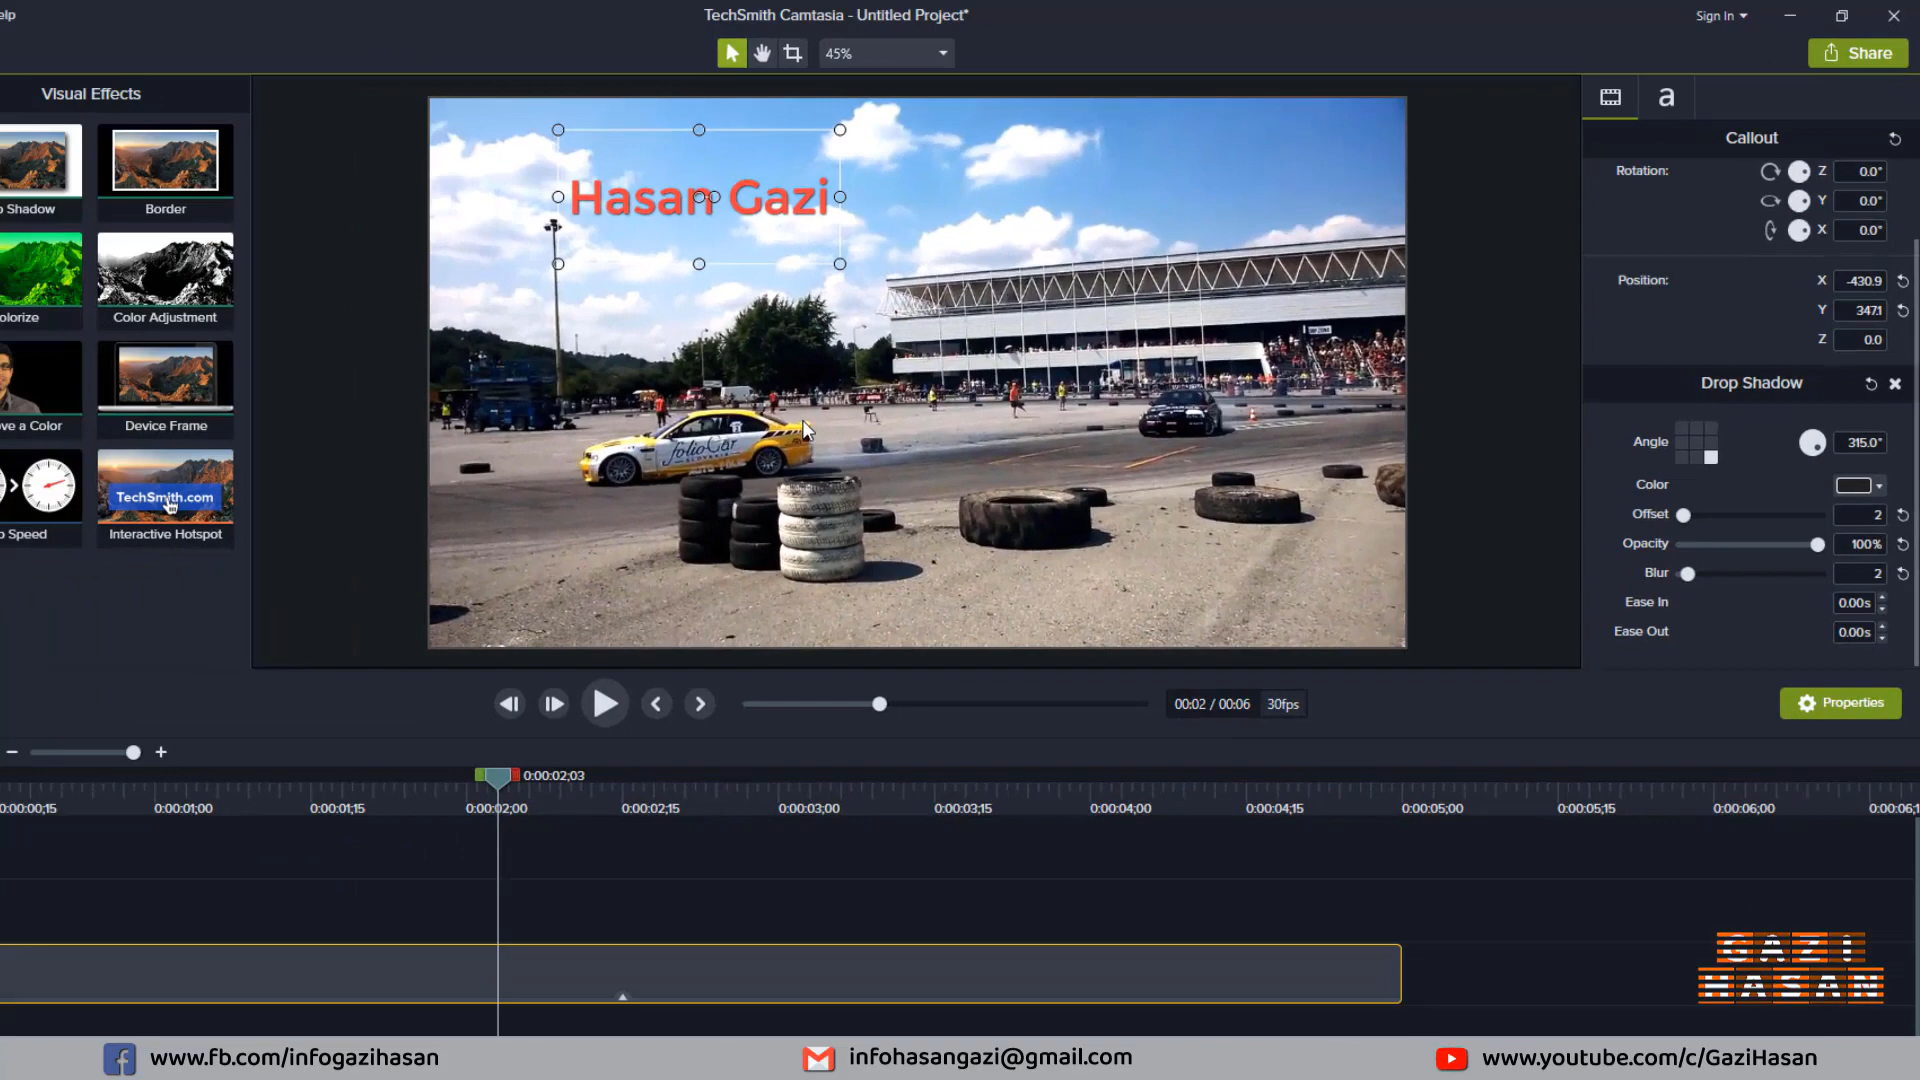 elp
TechSmith Camtasia - Untitled Project*
Sign In
45%
Share
Visual Effects
p Shadow
Border
olorize
Color Adjustment
ove a Color
Device Frame
TechSmith.com
p Speed
Interactive Hotspot
Hasan Gazi
folioCar
a
Callout
Rotation:
Z 0.0°
Y 0.0°
X 0.0°
Position:
X -430.9
Y 347.1
Z 0.0
Drop Shadow
Angle 315.0°
Color
Offset 2
Opacity 100%
Blur 2
Ease In 0.00s
Ease Out 0.00s
00:02 / 00:06 30fps
Properties
0:00:02;03
0:00:00;15 0:00:01;00 0:00:01;15 0:00:02;00 0:00:02;15 0:00:03;00 0:00:03;15 0:00:04;00 0:00:04;15 0:00:05;00 0:00:05;15 0:00:06;00 0:00:06;1
GAZI
HASAN
www.fb.com/infogazihasan
infohasangazi@gmail.com
www.youtube.com/c/GaziHasan